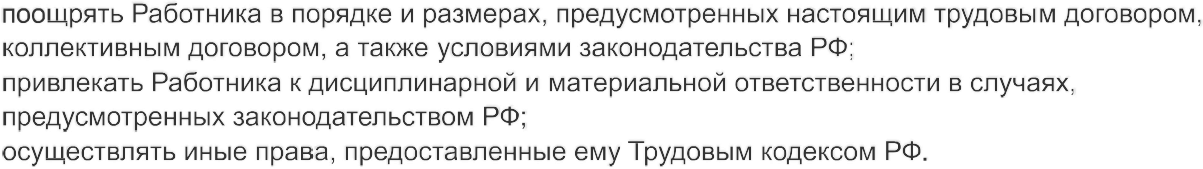 поощрять Работника в порядке и размерах, предусмотренных настоящим трудовым договором,
коллективным договором, а также условиями законодательства РФ;
привлекать Работника к дисциплинарной и материальной ответственности в случаях,
предусмотренных законодательством РФ;
осуществлять иные права, предоставленные ему Трудовым кодексом РФ.